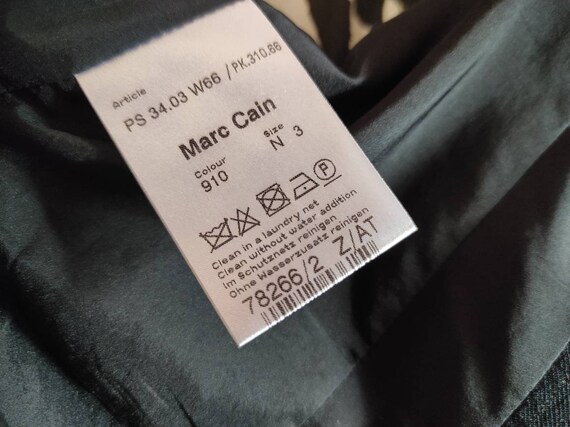 Article
PS 34.03 W66 / PK.310.86
Marc Cain
Colour Size
910 N 3
P
Clean in a laundry net
Clean without water addition
Im Schutznetz reinigen
Ohne Wasserzusatz reinigen
78266/2 Z/AT